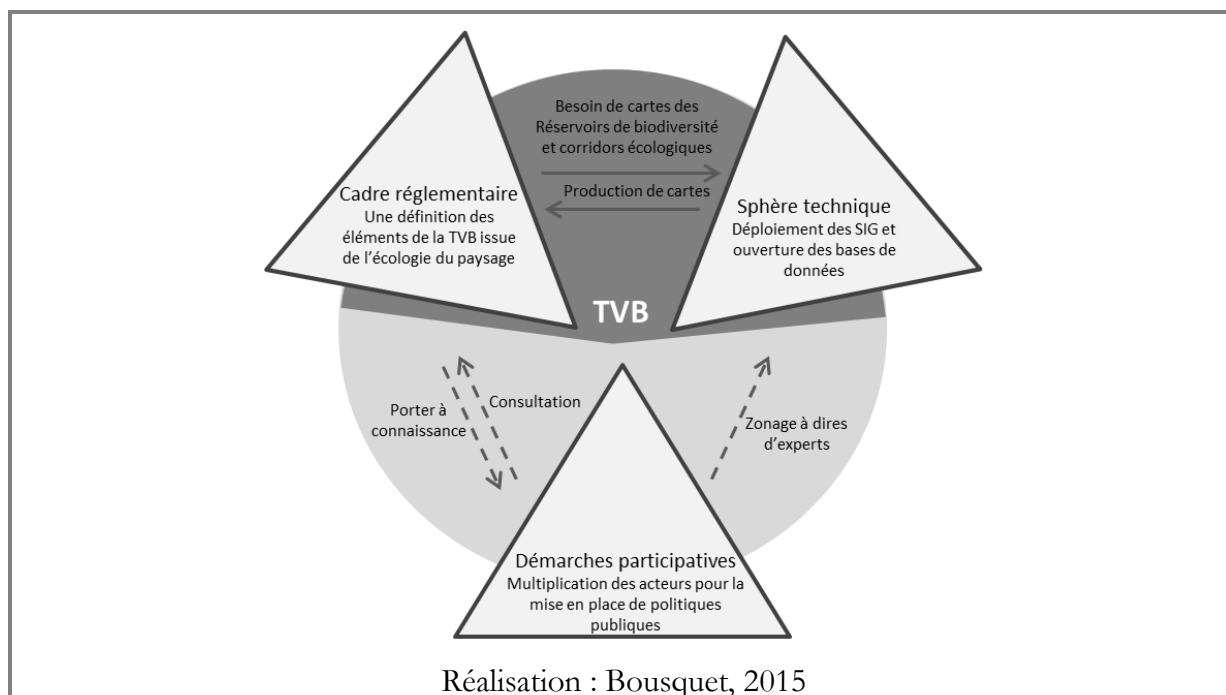 Besoin de cartes des
Réservoirs de biodiversité
et corridors écologiques
Production de cartes
Cadre réglementaire
Une définition des
éléments de la TVB issue
de l'écologie du paysage
Sphère technique
Déploiement des SIG et
ouverture des bases de
données
TVB
Porter à
connaissance
Consultation
Zonage à dires
d'experts
Démarches participatives
Multiplication des acteurs pour la
mise en place de politiques
publiques
Réalisation : Bousquet, 2015